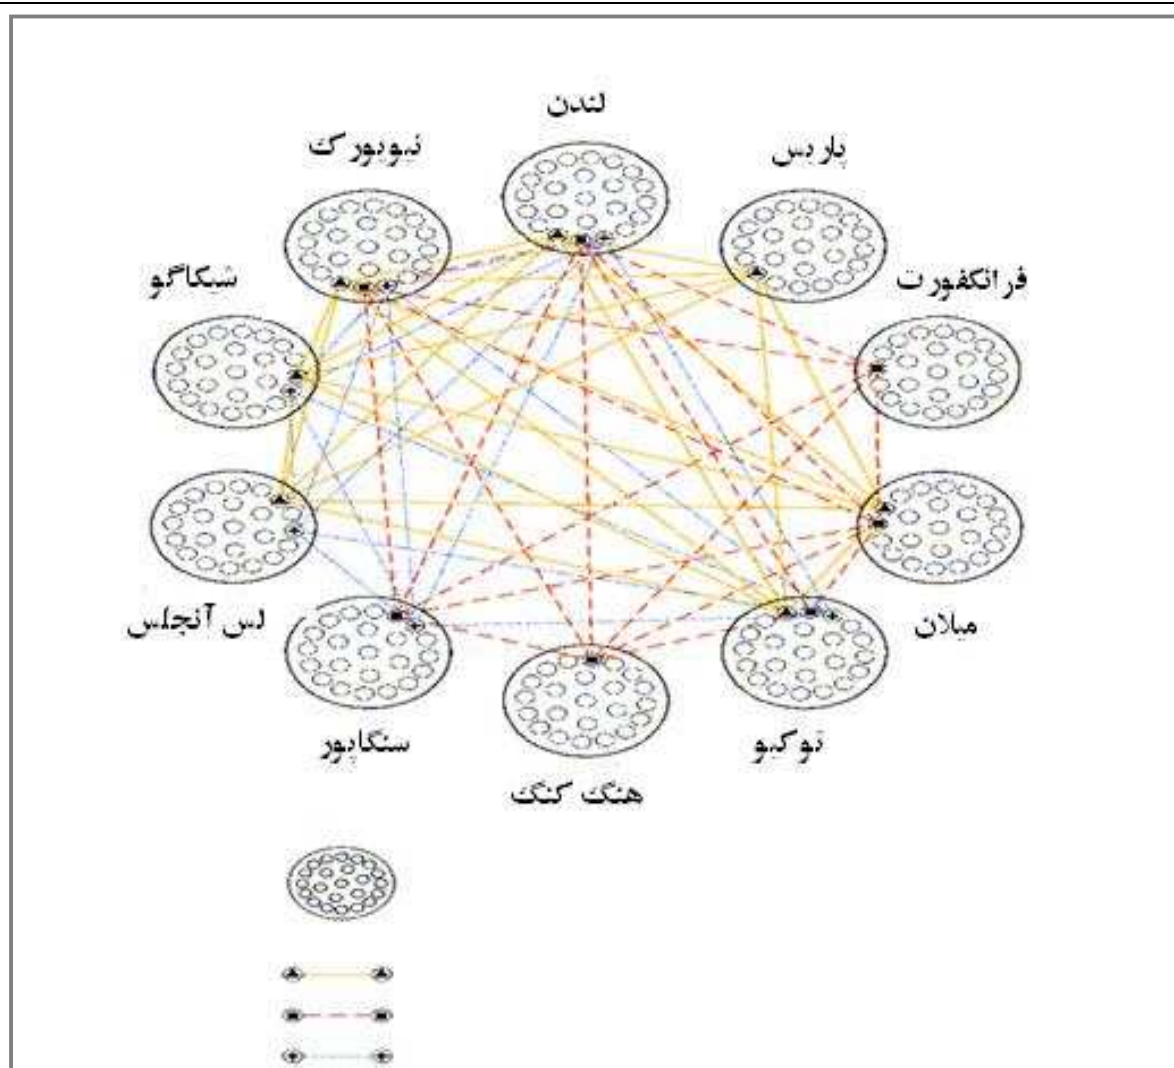 لندن
نیویورک
پاریس
شیکاگو
فرانکفورت
لس آنجلس
میلان
سنگاپور
توکیو
هنگ کنگ